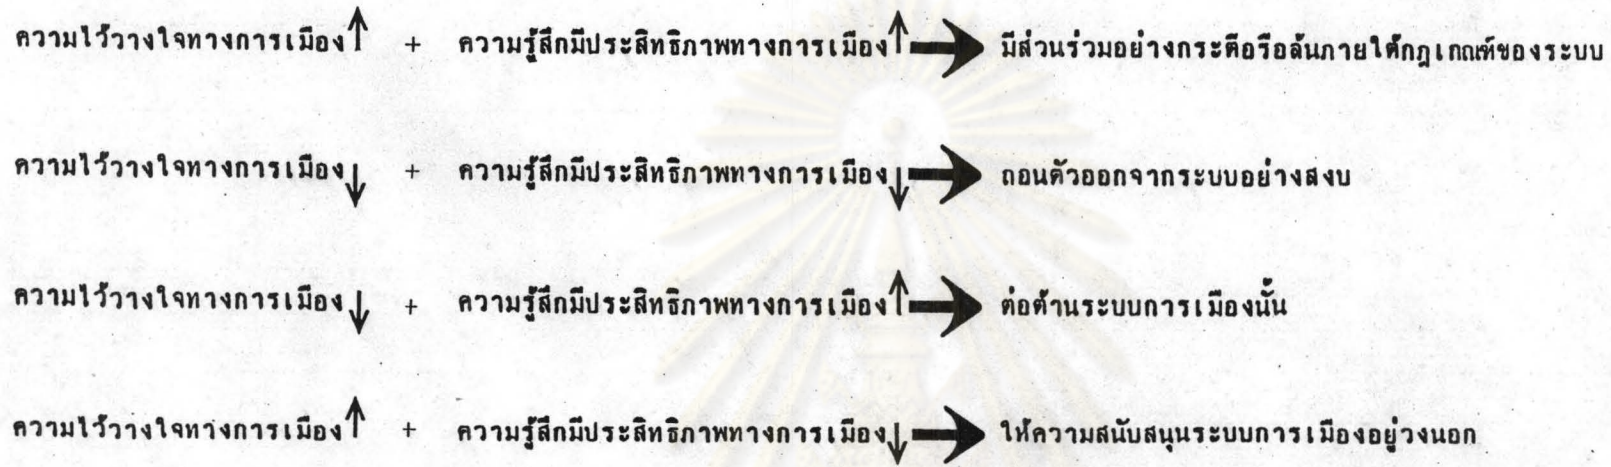 ความไว้วางใจทางการเมือง↑ + ความรู้สึกมีประสิทธิภาพทางการเมือง↑ → มีส่วนร่วมอย่างกระตือรือล้นภายใต้กฎเกณฑ์ของระบบ
ความไว้วางใจทางการเมือง↓ + ความรู้สึกมีประสิทธิภาพทางการเมือง↓ → ถอนตัวออกจากระบบอย่างสงบ
ความไว้วางใจทางการเมือง↓ + ความรู้สึกมีประสิทธิภาพทางการเมือง↑ → ต่อต้านระบบการเมืองนั้น
ความไว้วางใจทางการเมือง↑ + ความรู้สึกมีประสิทธิภาพทางการเมือง↓ → ให้ความสนับสนุนระบบการเมืองอยู่วงนอก